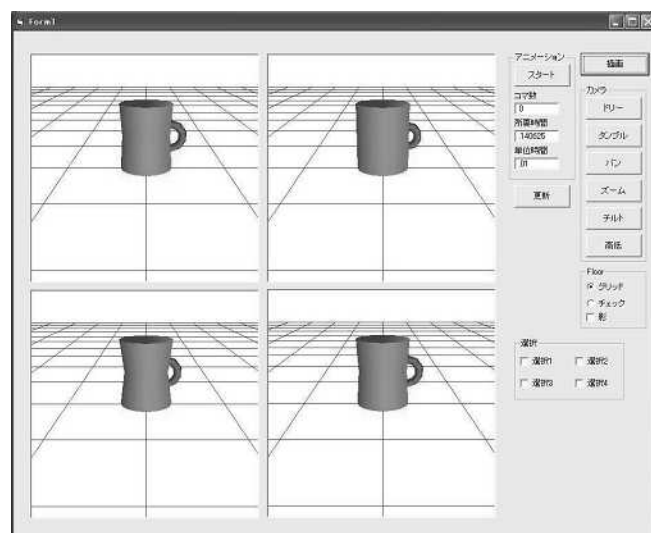 Form1
アニメーション
スタート
コマ数
0
所要時間
.140625
単位時間
.01
更新
描画
カメラ
ドリー
タンブル
パン
ズーム
チルト
高低
Floor
グリッド
チェック
影
選択
選択1
選択2
選択3
選択4